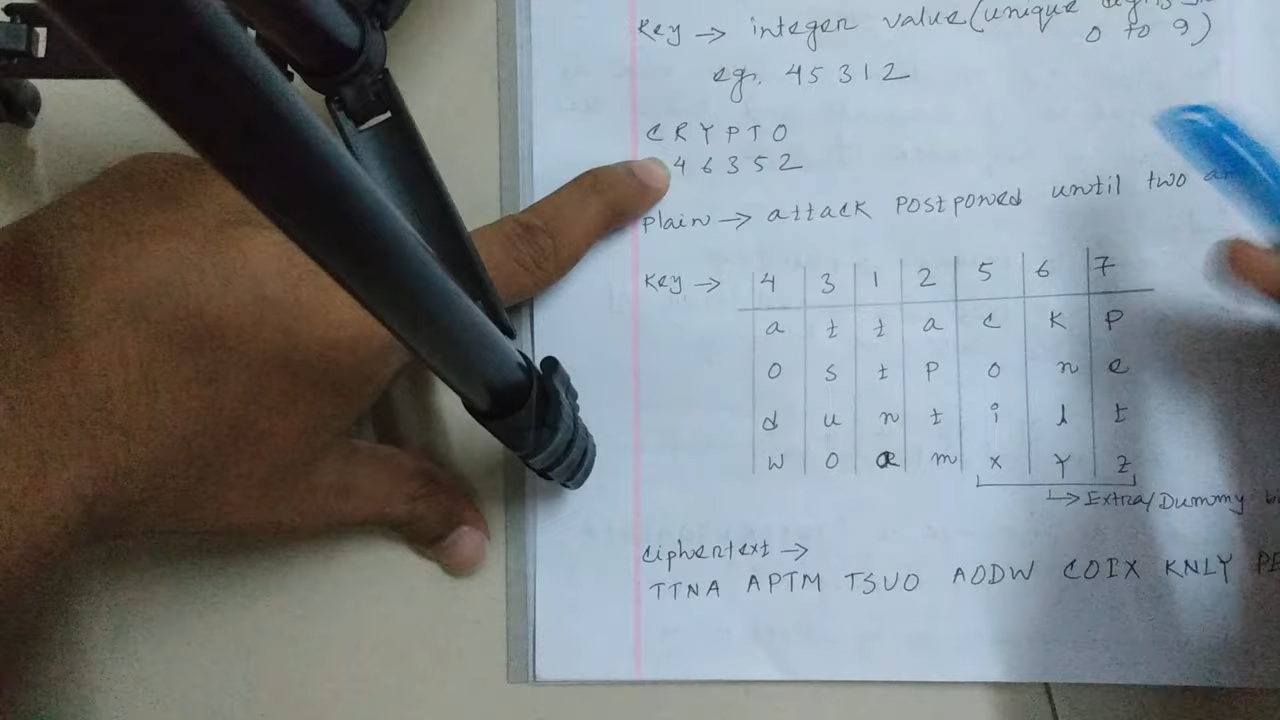 Key → integer value (unique
0 to 9)
eg. 45312
CRYPTO
46352
Plain → attack postponed until two
Key → 4 3 1 2 5 6 7
a t t a c k p
o s t p o n e
d u n t i l t
w o a m x y z
→ Extra/Dummy
ciphertext →
TTNA APTM TSUO AODW COIX KNLY